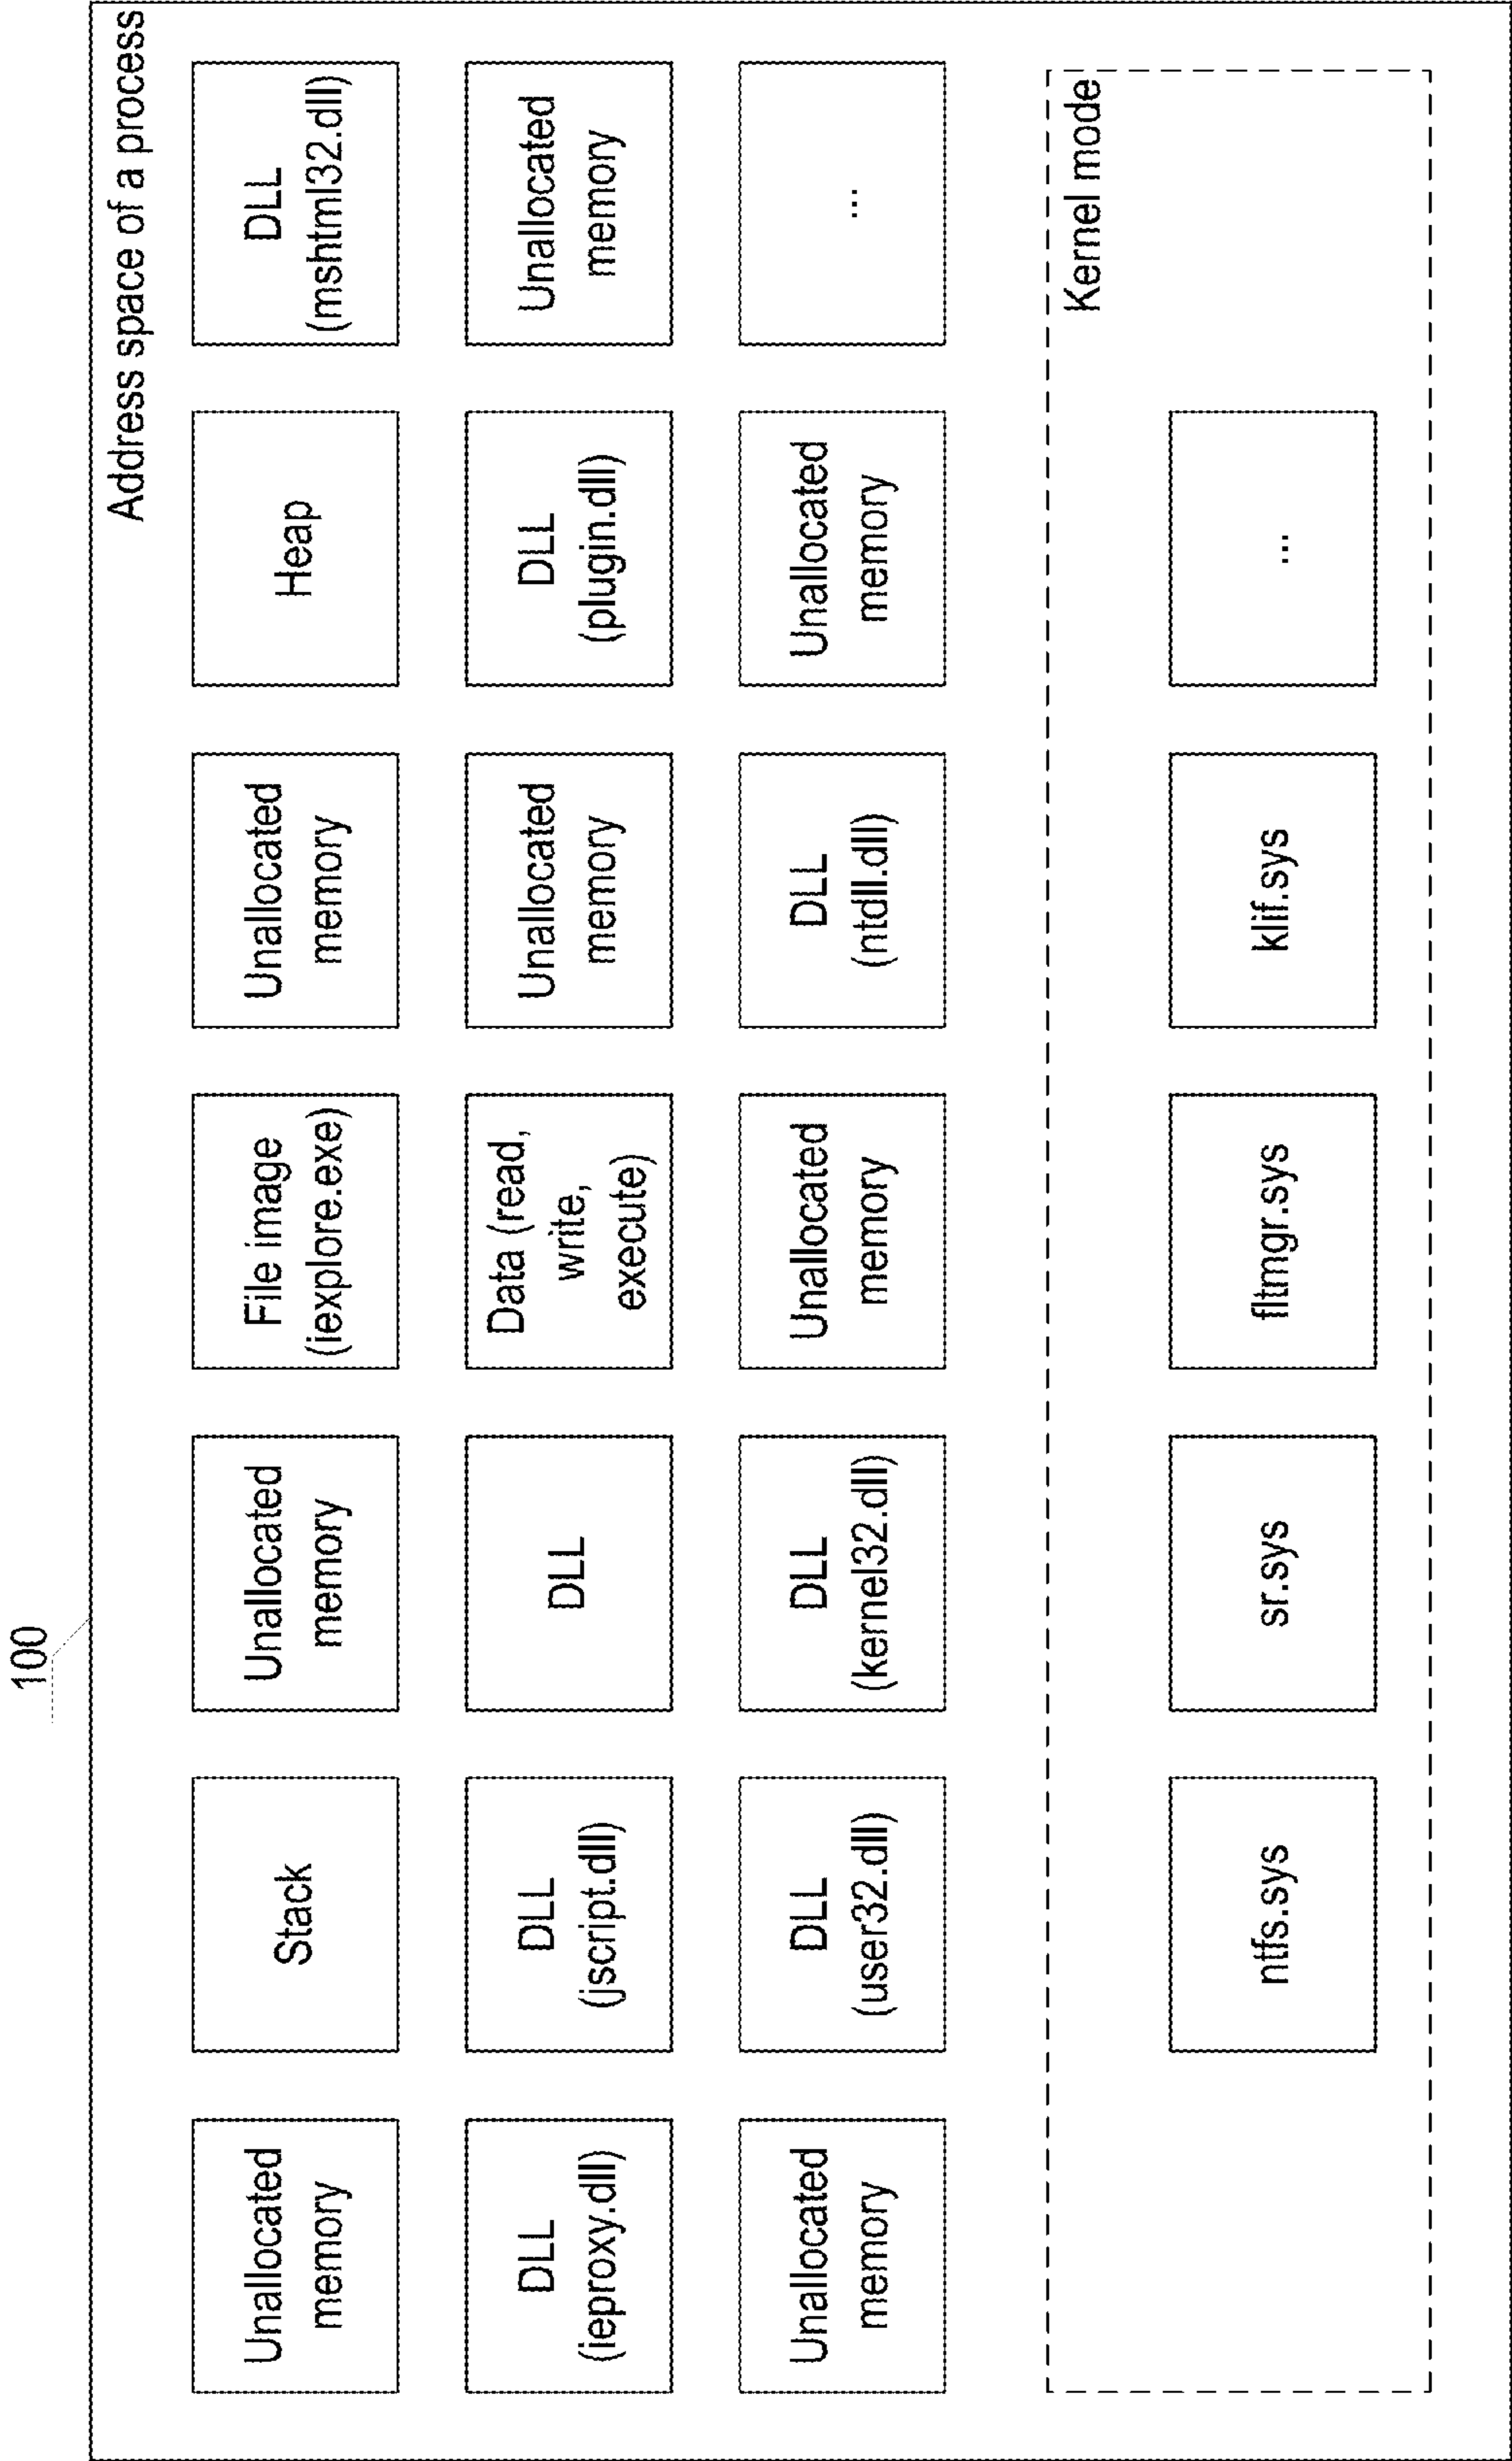 100
Address space of a process
Unallocated
memory
Stack
Unallocated
memory
File image
(iexplore.exe)
Unallocated
memory
Heap
DLL
(mshtml32.dll)
DLL
(ieproxy.dll)
DLL
(jscript.dll)
DLL
Data (read,
write,
execute)
Unallocated
memory
DLL
(plugin.dll)
Unallocated
memory
Unallocated
memory
DLL
(user32.dll)
DLL
(kernel32.dll)
Unallocated
memory
DLL
(ntdll.dll)
Unallocated
memory
...
Kernel mode
ntfs.sys
sr.sys
fltmgr.sys
klif.sys
...